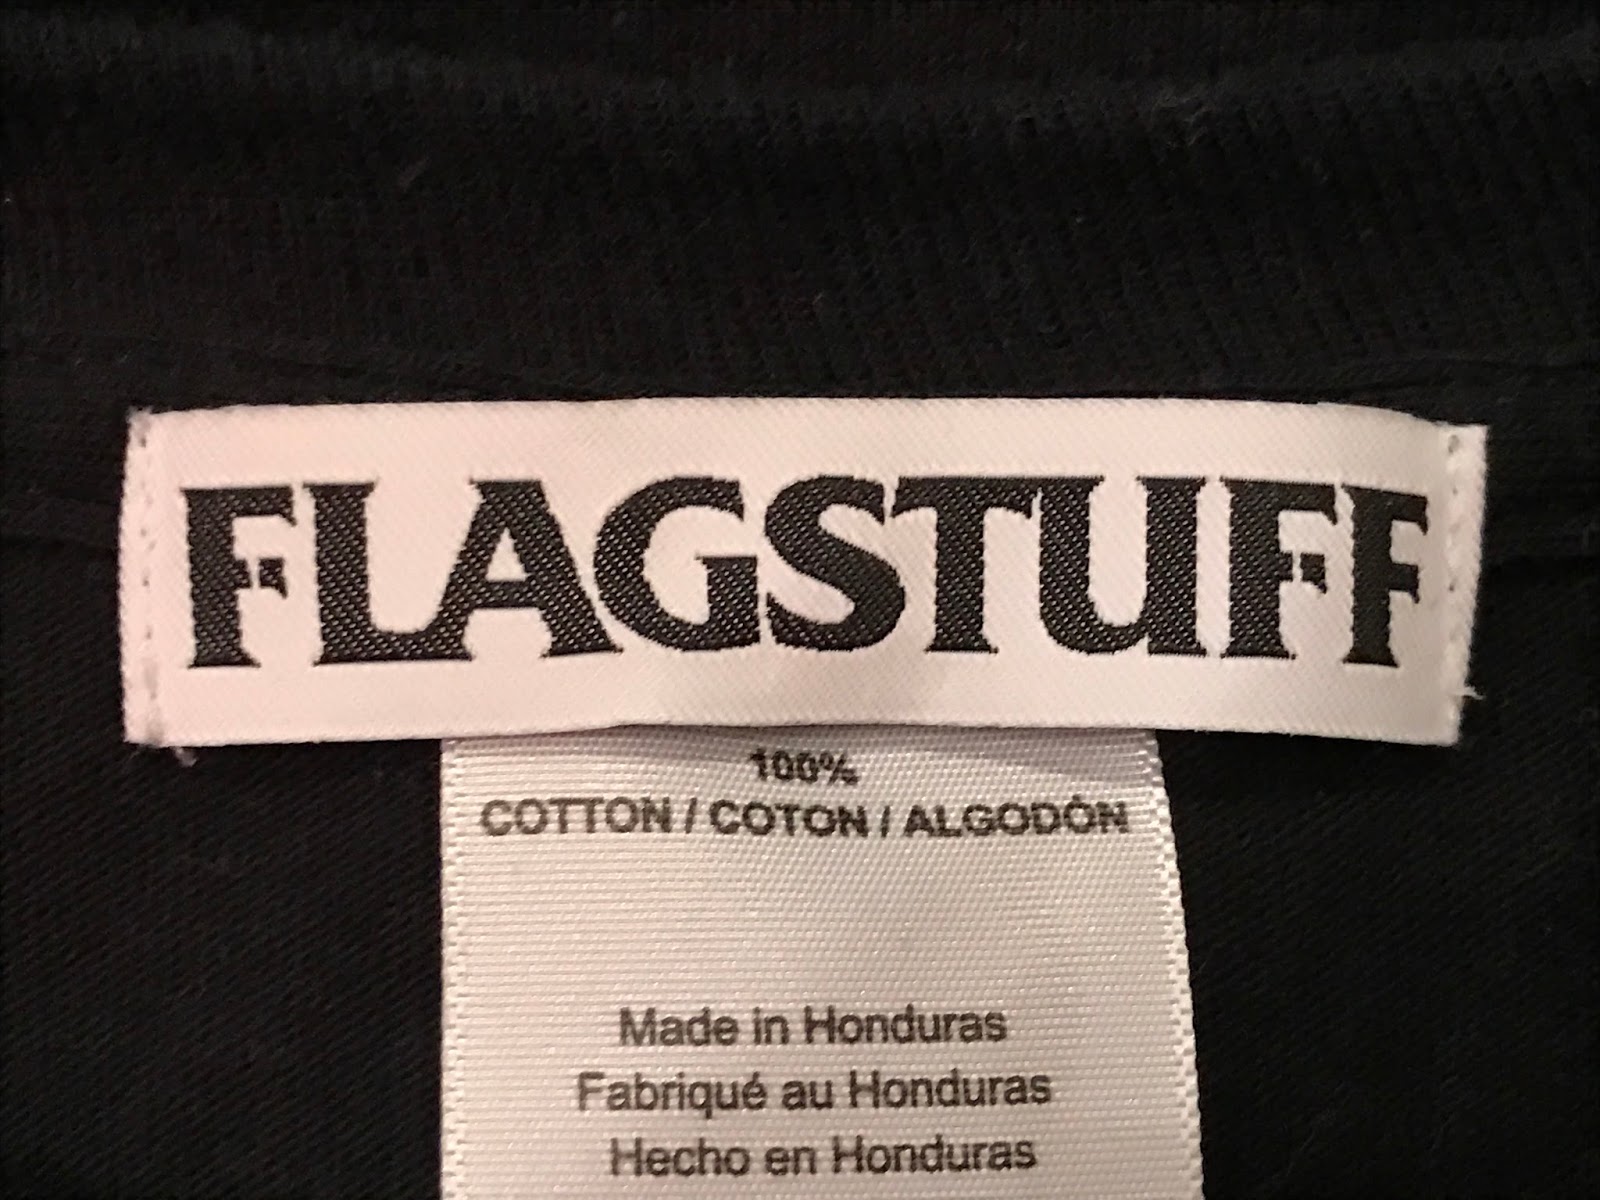 FLAGSTUFF
100%
COTTON / COTON / ALGODÓN
Made in Honduras
Fabriqué au Honduras
Hecho en Honduras